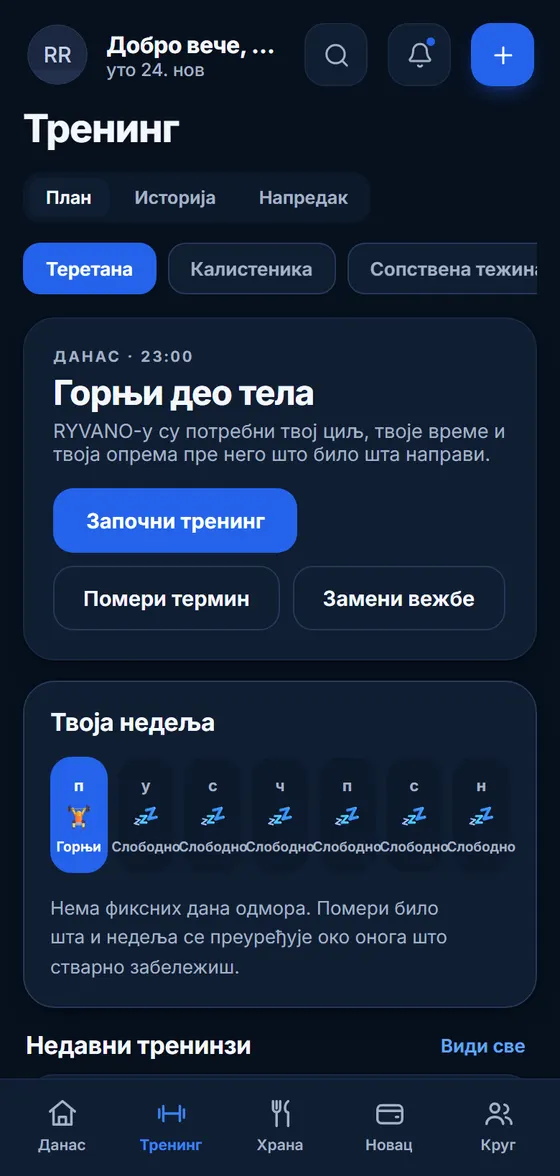 RR
Добро вече, ...
уто 24. нов
Тренинг
План Историја Напредак
Теретана Калистеника Сопствена тежина
ДАНАС · 23:00
Горњи део тела
RYVANO-у су потребни твој циљ, твоје време и
твоја опрема пре него што било шта направи.
Започни тренинг
Помери термин Замени вежбе
Твоја недеља
П У С Ч П С Н
Горњи Слободно Слободно Слободно Слободно Слободно Слободно
Нема фиксних дана одмора. Помери било
шта и недеља се преуређује око онога што
стварно забележиш.
Недавни тренинзи Види све
Данас Тренинг Храна Новац Круг